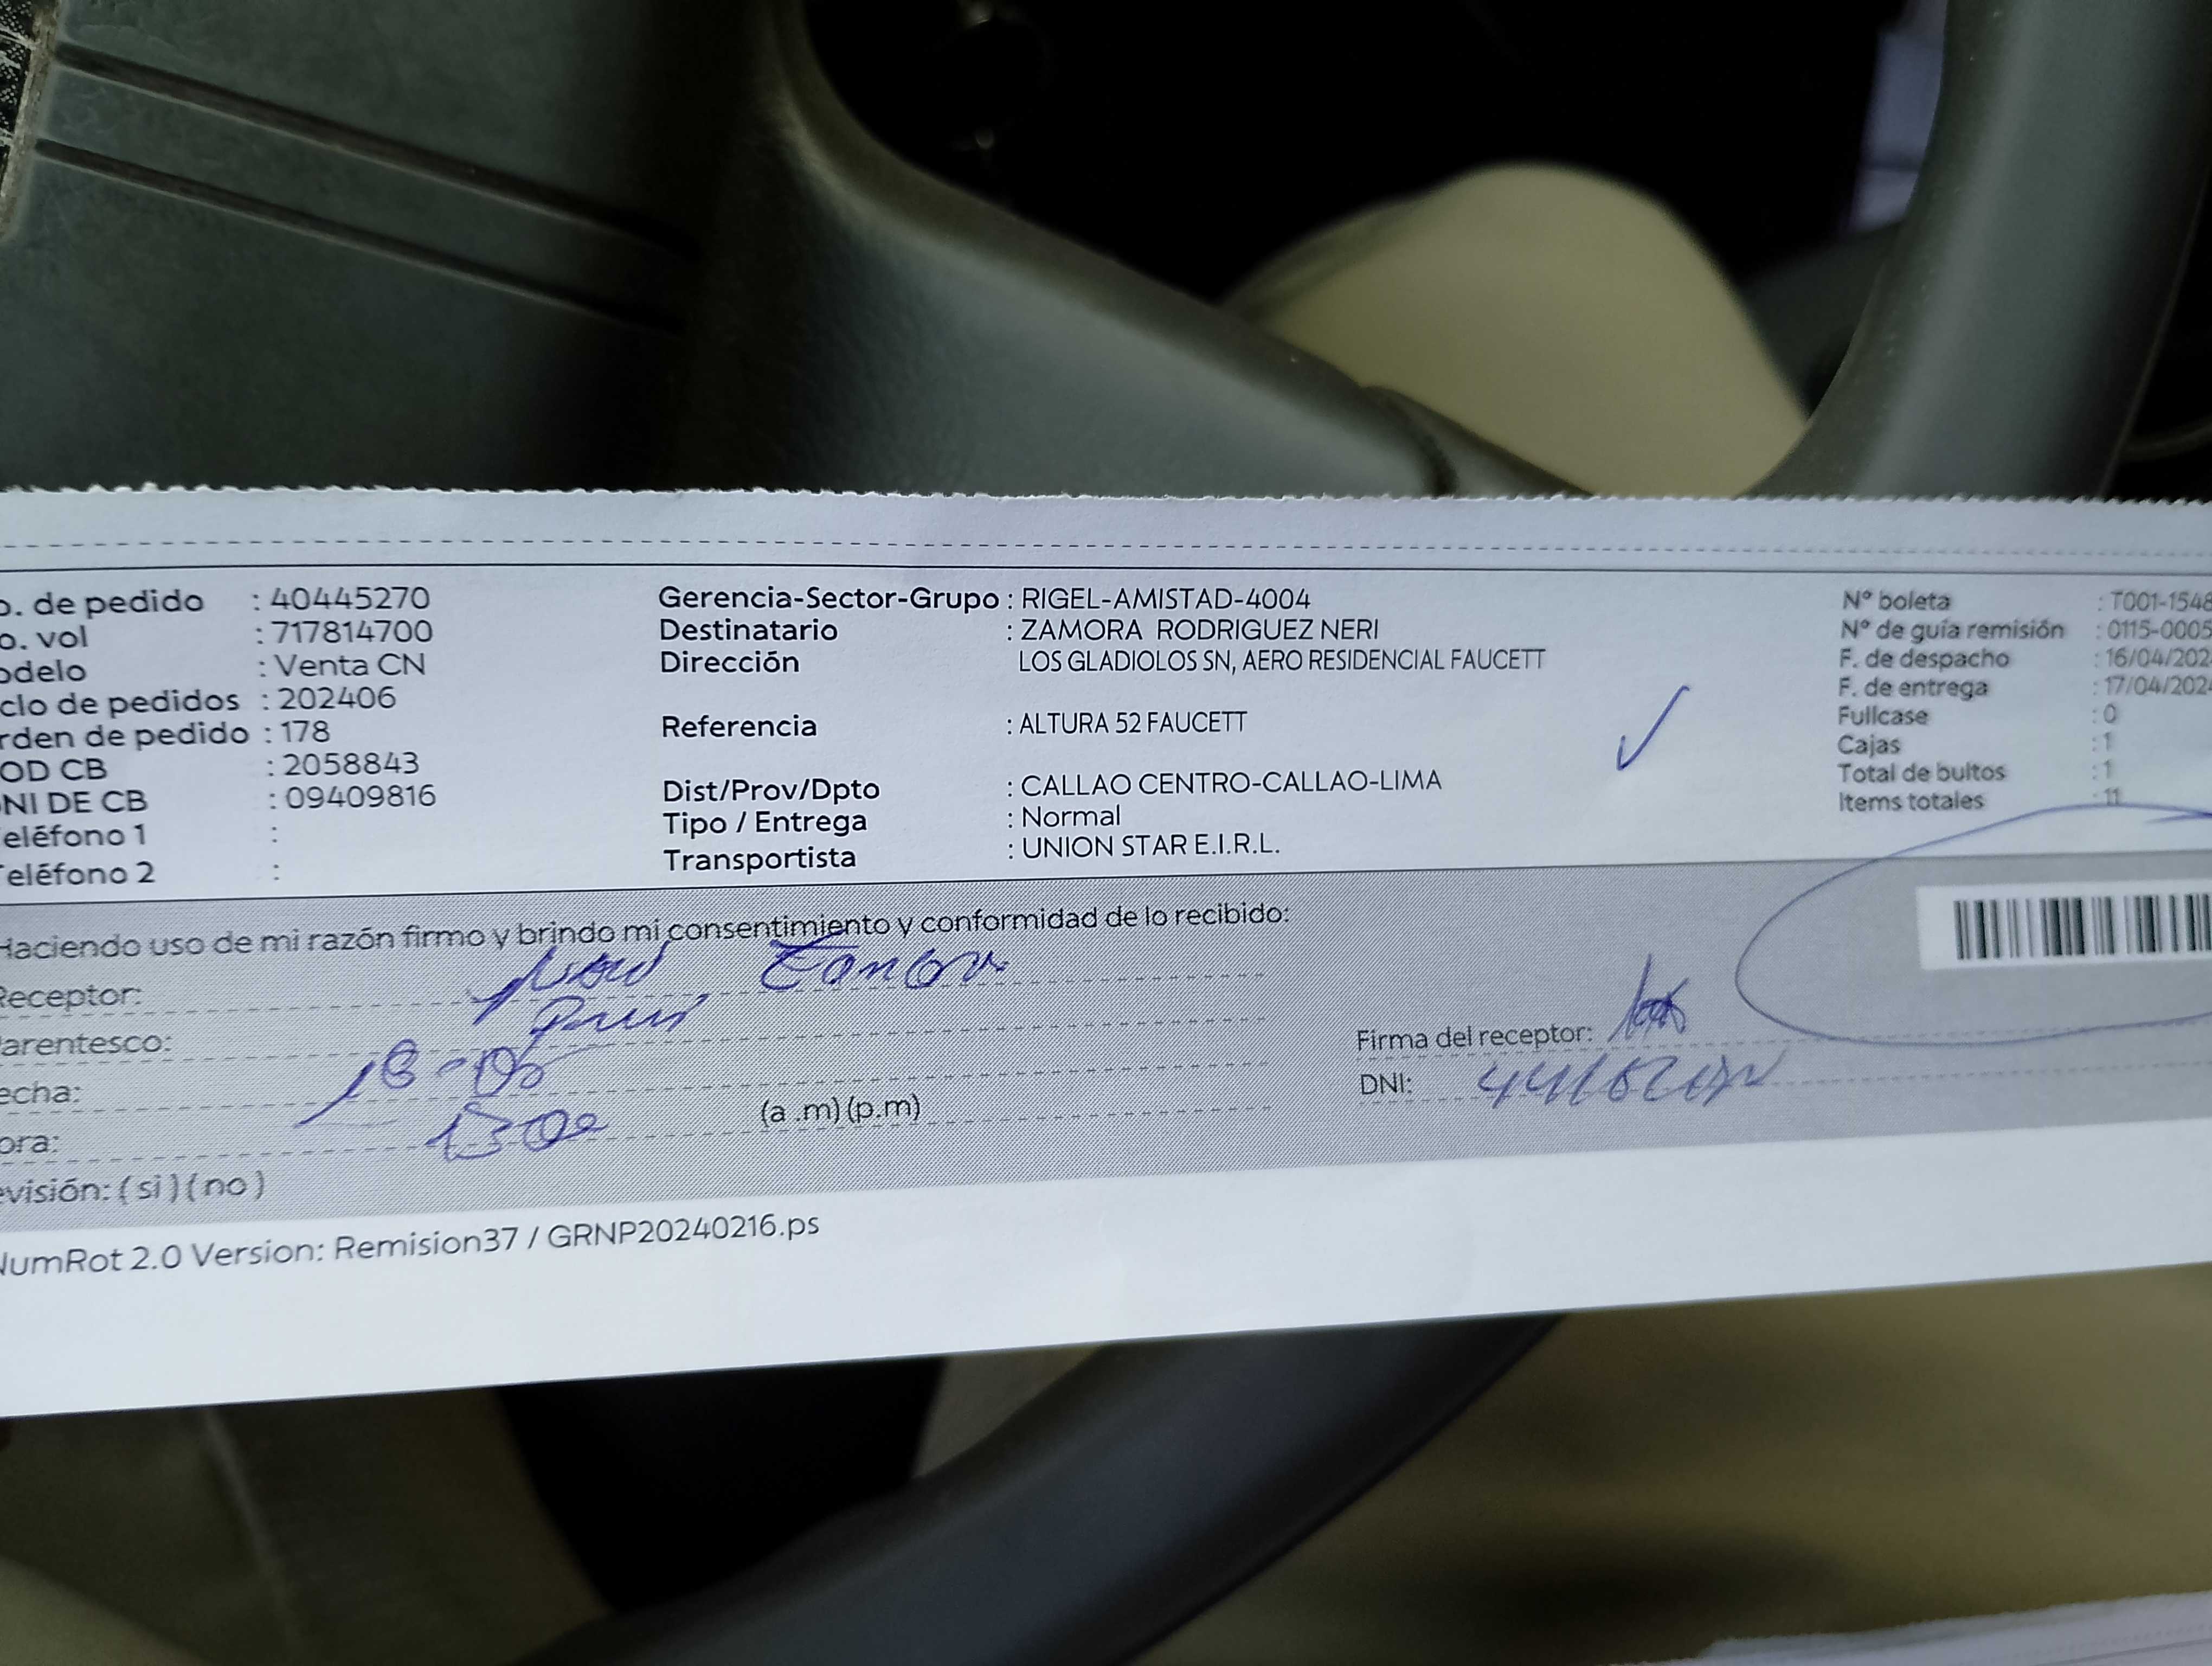 o. de pedido : 40445270
o. vol : 717814700
odelo : Venta CN
clo de pedidos : 202406
rden de pedido : 178
OD CB : 2058843
NI DE CB : 09409816
eléfono 1 :
eléfono 2 :
Gerencia-Sector-Grupo : RIGEL-AMISTAD-4004
Destinatario : ZAMORA RODRIGUEZ NERI
Dirección LOS GLADIOLOS SN, AERO RESIDENCIAL FAUCETT
Referencia : ALTURA 52 FAUCETT
Dist/Prov/Dpto : CALLAO CENTRO-CALLAO-LIMA
Tipo / Entrega : Normal
Transportista : UNION STAR E.I.R.L.
Nº boleta : T001-1548
Nº de guía remisión : 0115-0005
F. de despacho : 16/04/202
F. de entrega : 17/04/2024
Fullcase : 0
Cajas : 1
Total de bultos : 1
Items totales : 11
Haciendo uso de mi razón firmo y brindo mi consentimiento y conformidad de lo recibido:
Receptor:
arentesco:
echa: 18-05
ora: (a .m) (p.m)
evisión: ( si ) ( no )
Firma del receptor:
DNI:
NumRot 2.0 Version: Remision37 / GRNP20240216.ps